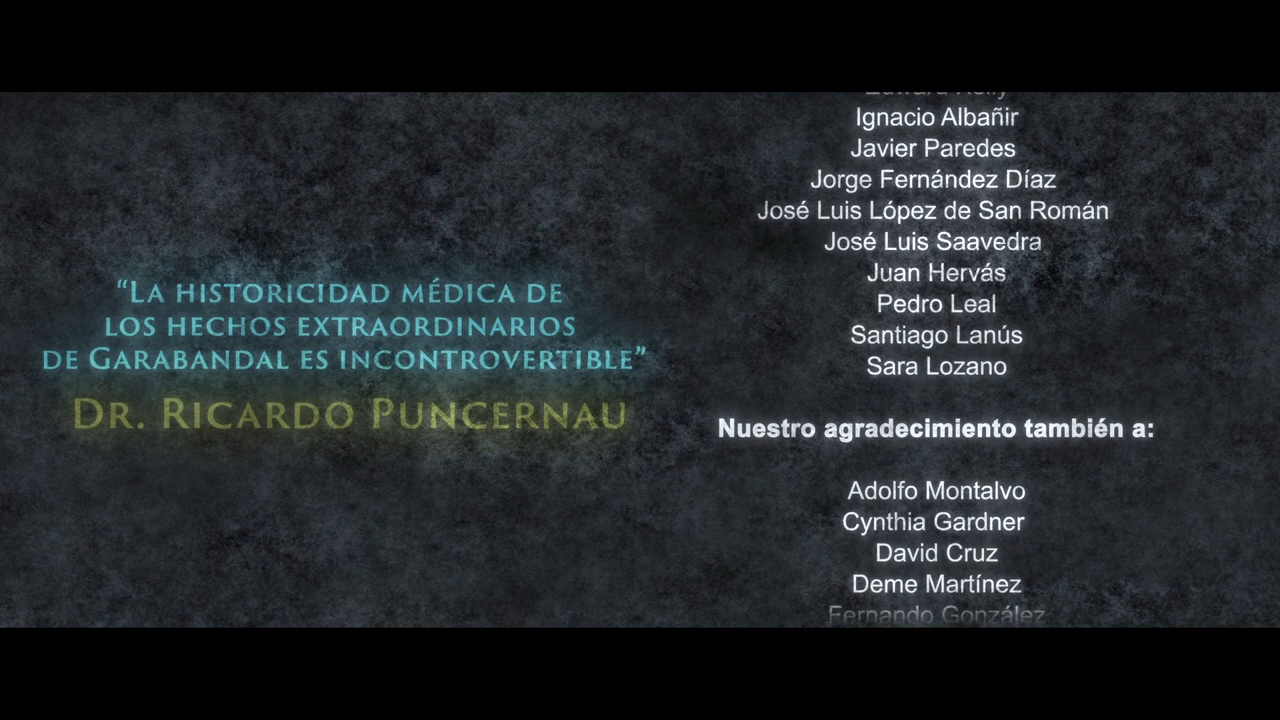 “La historicidad médica de
los hechos extraordinarios
de Garabandal es incontrovertible”
Dr. Ricardo Puncernau
Edward Kelly
Ignacio Albañir
Javier Paredes
Jorge Fernández Díaz
José Luis López de San Román
José Luis Saavedra
Juan Hervás
Pedro Leal
Santiago Lanús
Sara Lozano
Nuestro agradecimiento también a:
Adolfo Montalvo
Cynthia Gardner
David Cruz
Deme Martínez
Fernando González